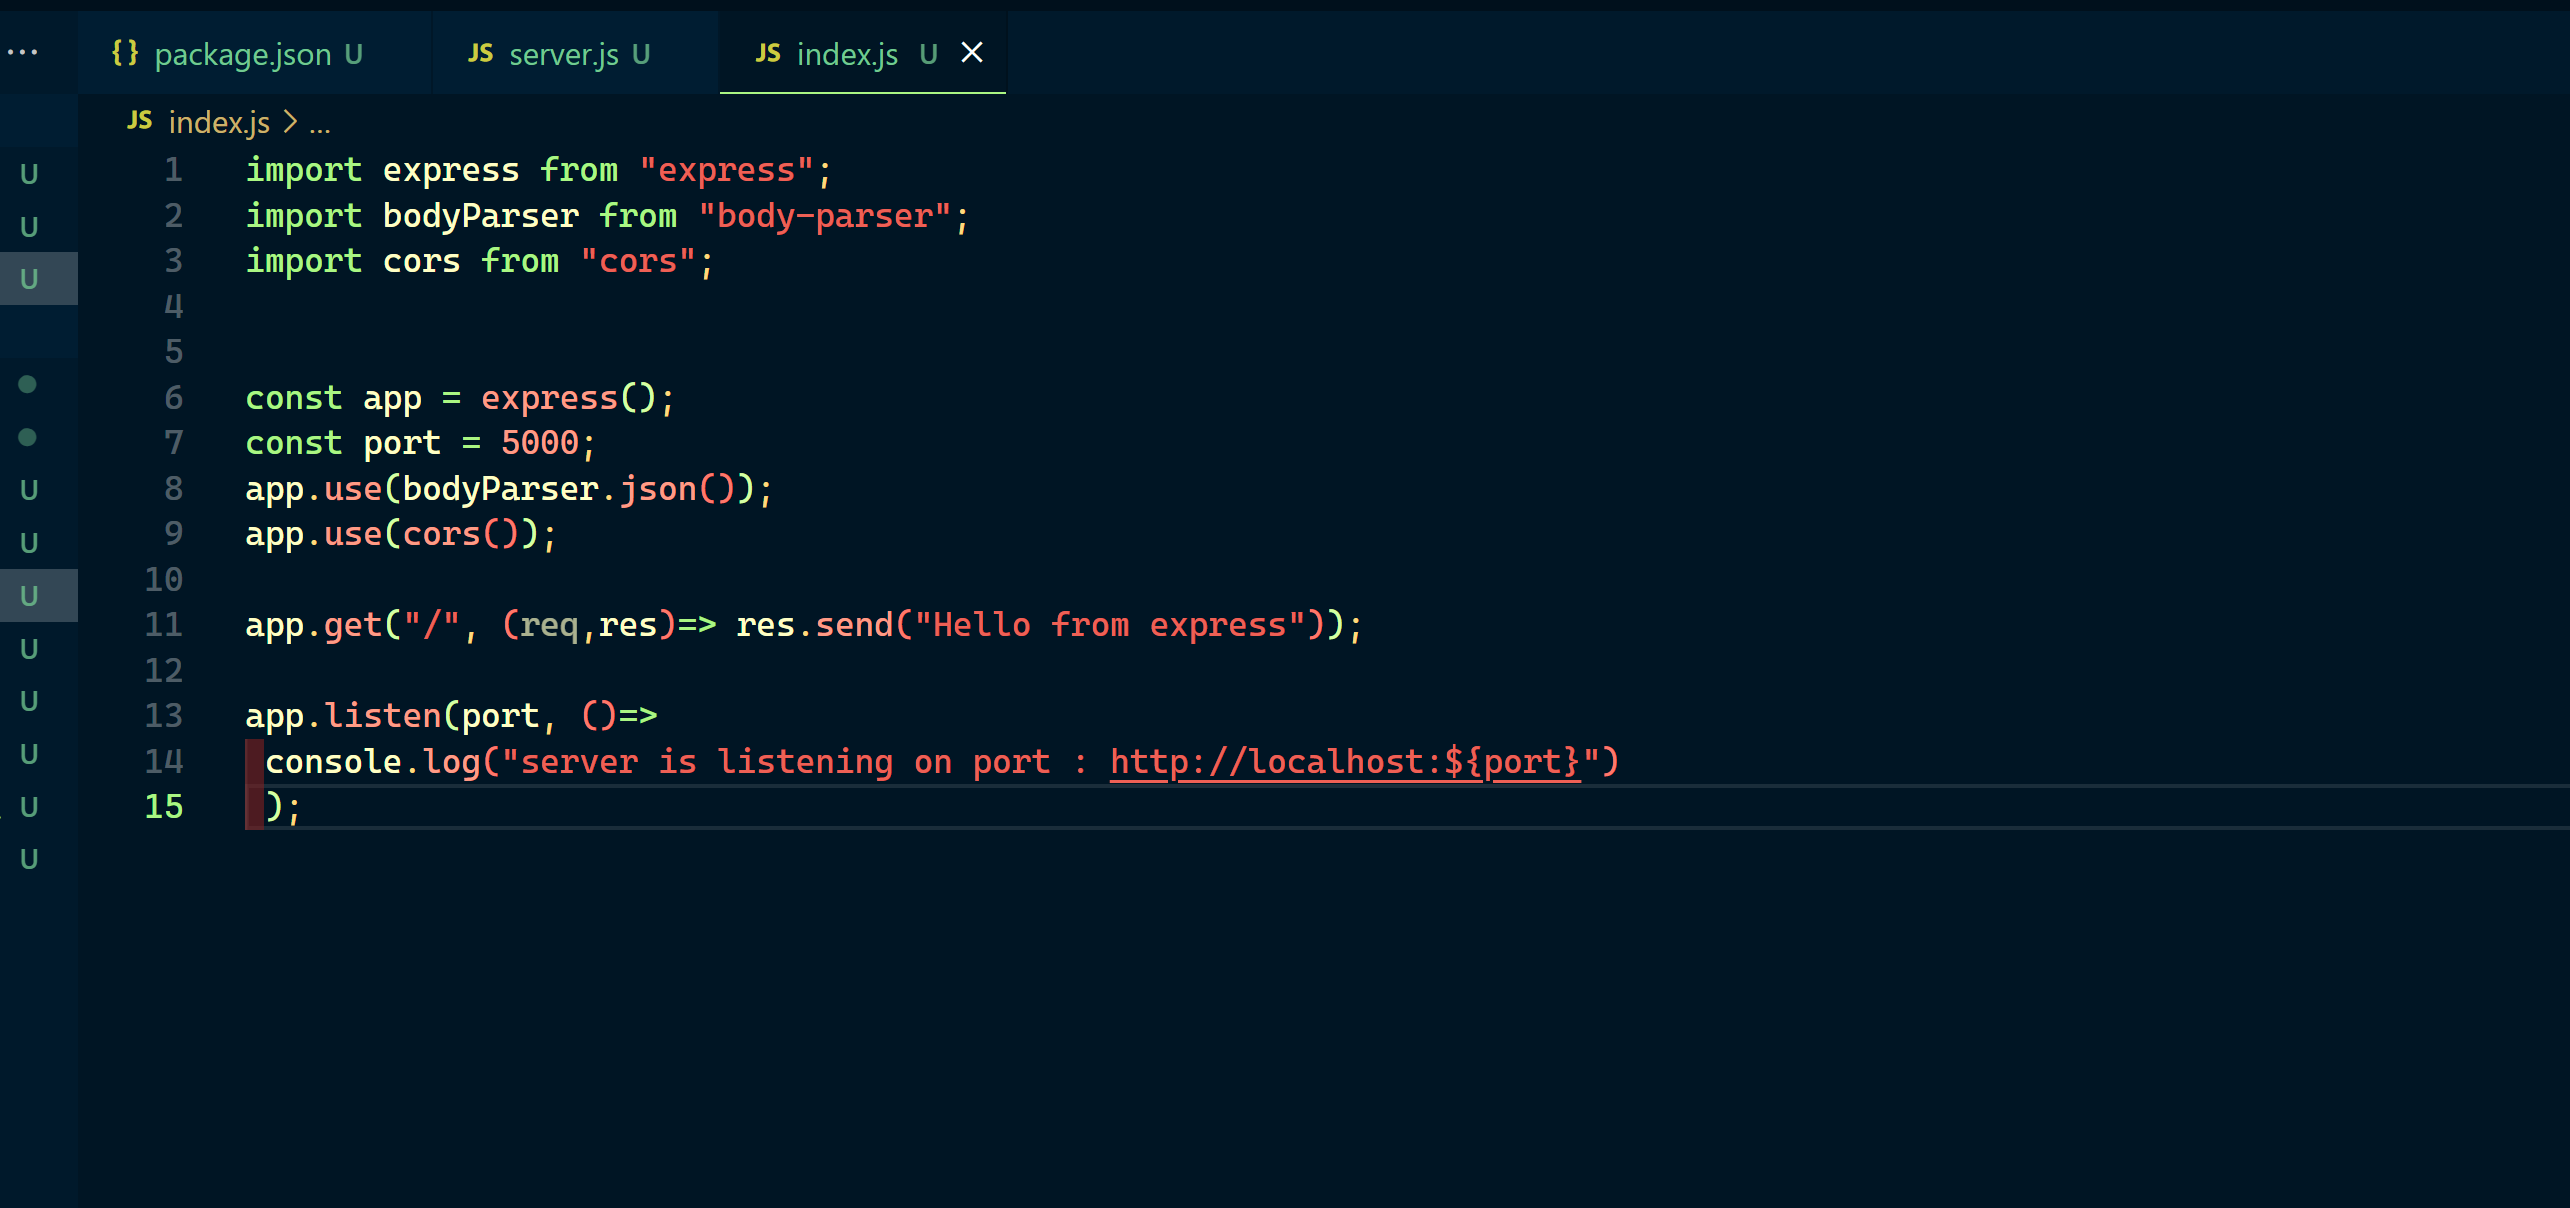 ... {} package.json U JS server.js U JS index.js U ×
JS index.js > ...
U
U
U
U
U
U
U
U
U
U
U
1 import express from "express";
2 import bodyParser from "body-parser";
3 import cors from "cors";
4
5
6 const app = express();
7 const port = 5000;
8 app.use(bodyParser.json());
9 app.use(cors());
10
11 app.get("/", (req,res)=> res.send("Hello from express"));
12
13 app.listen(port, ()=>
14  console.log("server is listening on port : http://localhost:${port}")
15  );